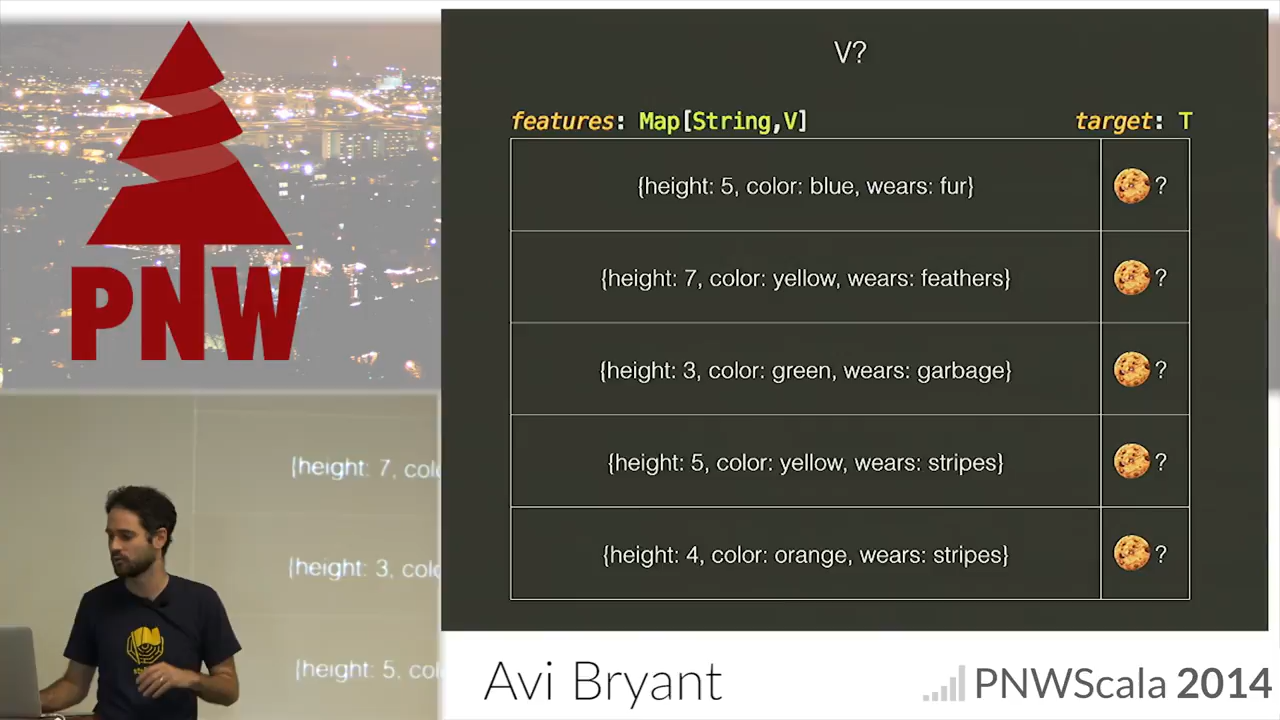 PNW
V?
features: Map[String,V] target: T
{height: 5, color: blue, wears: fur} ?
{height: 7, color: yellow, wears: feathers} ?
{height: 3, color: green, wears: garbage} ?
{height: 5, color: yellow, wears: stripes} ?
{height: 4, color: orange, wears: stripes} ?
{height: 7, colo
{height: 3, colo
{height: 5, colo
Avi Bryant
PNWScala 2014